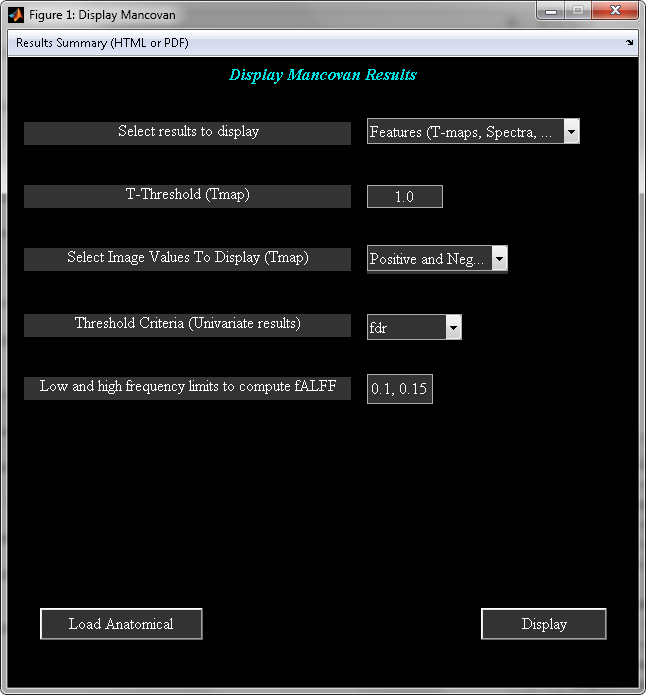 Figure 1: Display Mancovan
Results Summary (HTML or PDF)
Display Mancovan Results
Select results to display Features (T-maps, Spectra, ...
T-Threshold (Tmap) 1.0
Select Image Values To Display (Tmap) Positive and Neg...
Threshold Criteria (Univariate results) fdr
Low and high frequency limits to compute fALFF 0.1, 0.15
Load Anatomical Display